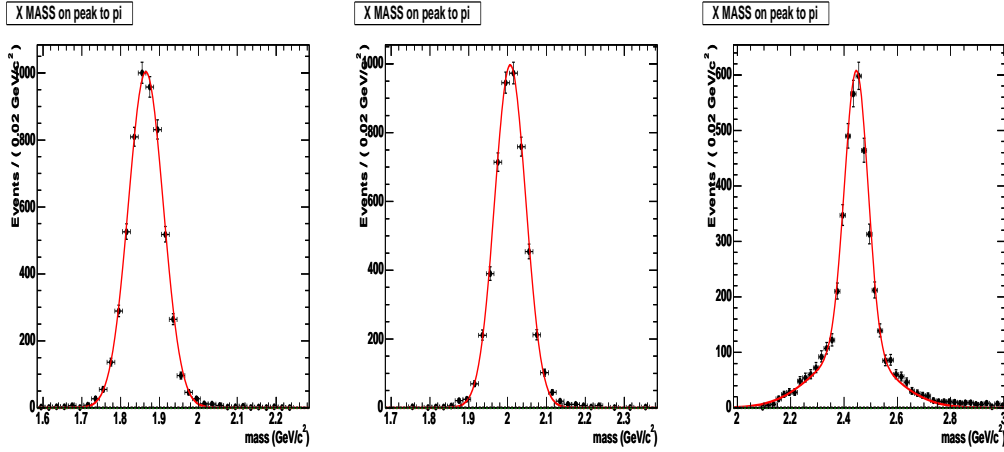 X MASS on peak to pi
Events / ( 0.02 GeV/c² )
1000
800
600
400
200
0
1.6 1.7 1.8 1.9 2 2.1 2.2
mass (GeV/c²)
X MASS on peak to pi
Events / ( 0.02 GeV/c² )
1000
800
600
400
200
0
1.7 1.8 1.9 2 2.1 2.2 2.3
mass (GeV/c²)
X MASS on peak to pi
Events / ( 0.02 GeV/c² )
600
500
400
300
200
100
0
2 2.2 2.4 2.6 2.8 3
mass (GeV/c²)